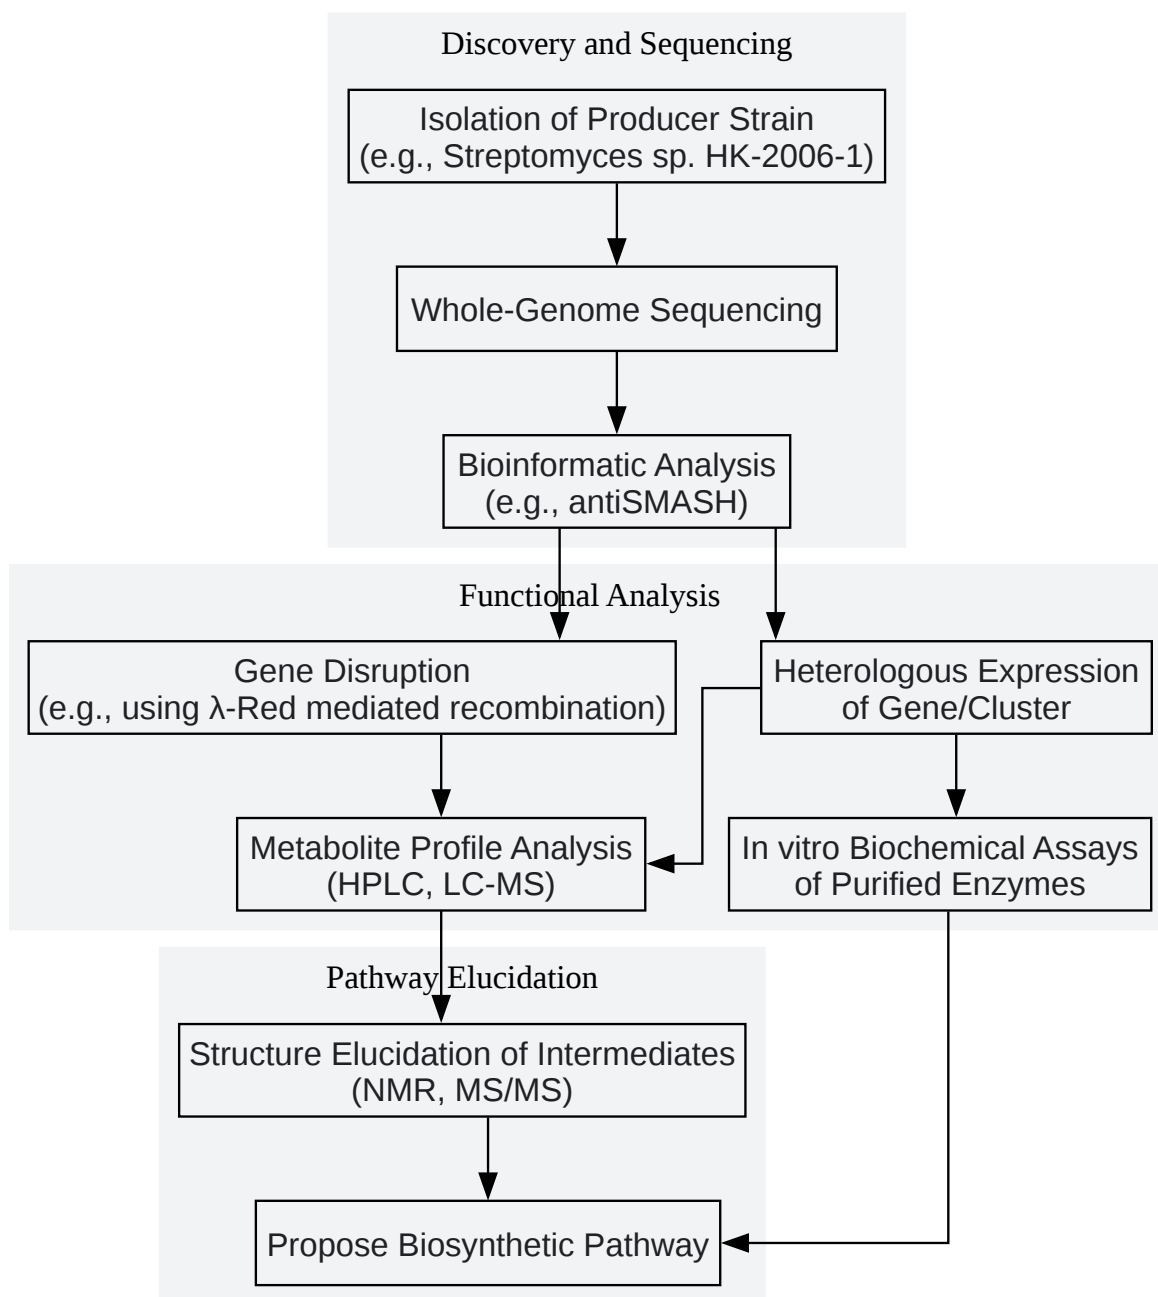 Discovery and Sequencing
Isolation of Producer Strain
(e.g., Streptomyces sp. HK-2006-1)
Whole-Genome Sequencing
Bioinformatic Analysis
(e.g., antiSMASH)
Functional Analysis
Gene Disruption
(e.g., using λ-Red mediated recombination)
Heterologous Expression
of Gene/Cluster
Metabolite Profile Analysis
(HPLC, LC-MS)
In vitro Biochemical Assays
of Purified Enzymes
Pathway Elucidation
Structure Elucidation of Intermediates
(NMR, MS/MS)
Propose Biosynthetic Pathway